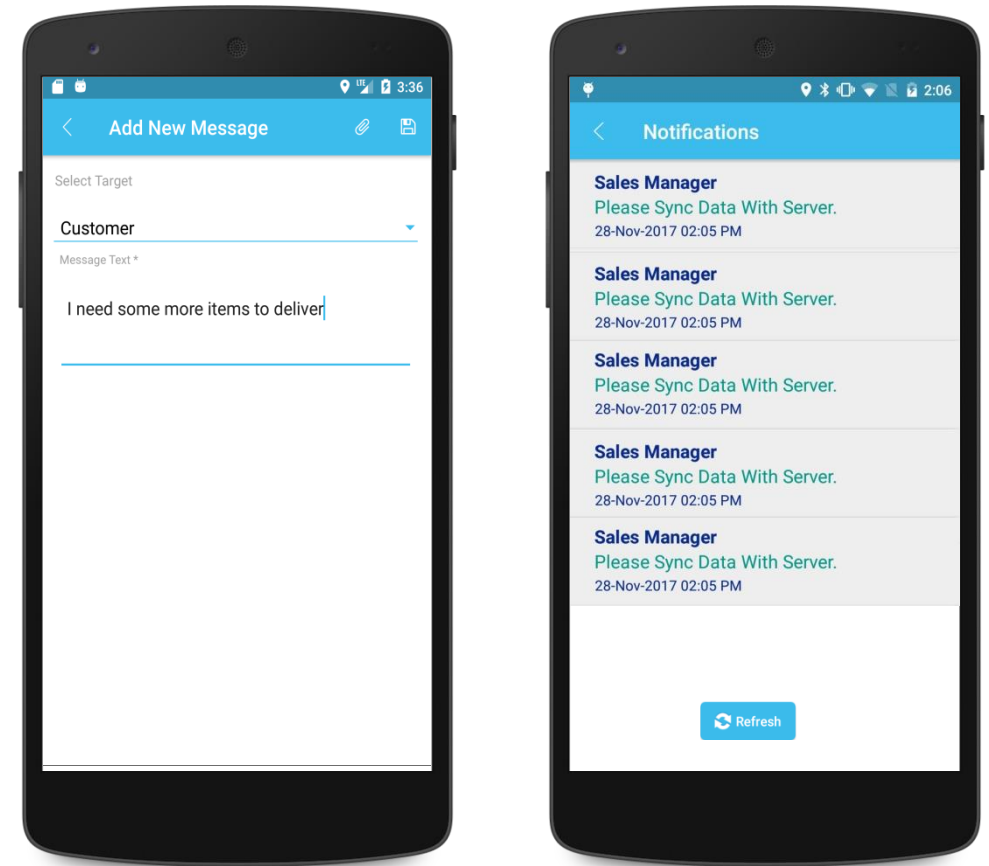 LTE 3:36
Add New Message
Select Target
Customer
Message Text *
I need some more items to deliver
2:06
Notifications
Sales Manager
Please Sync Data With Server.
28-Nov-2017 02:05 PM
Sales Manager
Please Sync Data With Server.
28-Nov-2017 02:05 PM
Sales Manager
Please Sync Data With Server.
28-Nov-2017 02:05 PM
Sales Manager
Please Sync Data With Server.
28-Nov-2017 02:05 PM
Sales Manager
Please Sync Data With Server.
28-Nov-2017 02:05 PM
Refresh